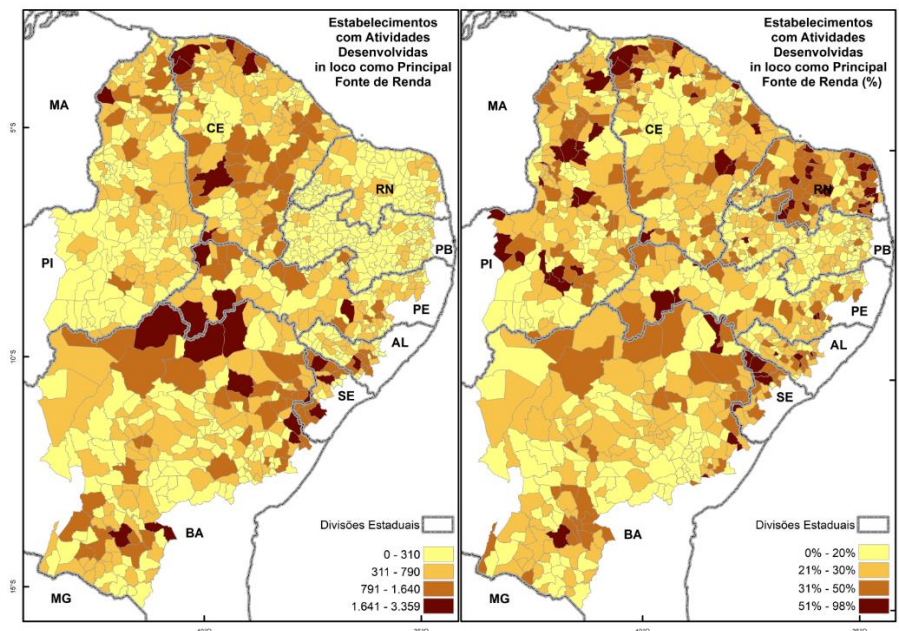 Estabelecimentos
com Atividades
Desenvolvidas
in loco como Principal
Fonte de Renda
MA
CE
RN
PI
PB
PE
AL
SE
BA
MG
5°S
10°S
15°S
Divisões Estaduais
0 - 310
311 - 790
791 - 1.640
1.641 - 3.359
Estabelecimentos
com Atividades
Desenvolvidas
in loco como Principal
Fonte de Renda (%)
MA
CE
RN
PI
PB
PE
AL
SE
BA
MG
Divisões Estaduais
0% - 20%
21% - 30%
31% - 50%
51% - 98%